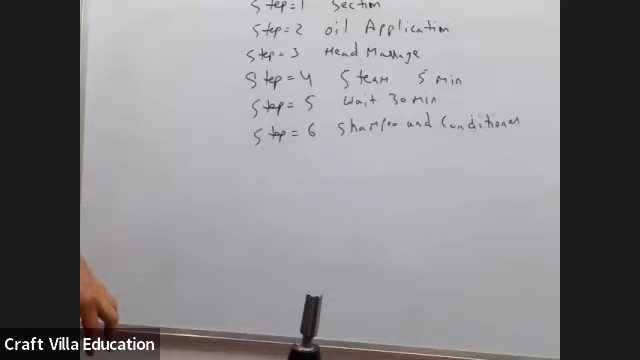 Step=1 Section
Step=2 oil Application
Step=3 Head Massage
Step=4 Steam 5 min
Step=5 Wait 30 min
Step=6 Shampoo and Conditioner
Craft Villa Education